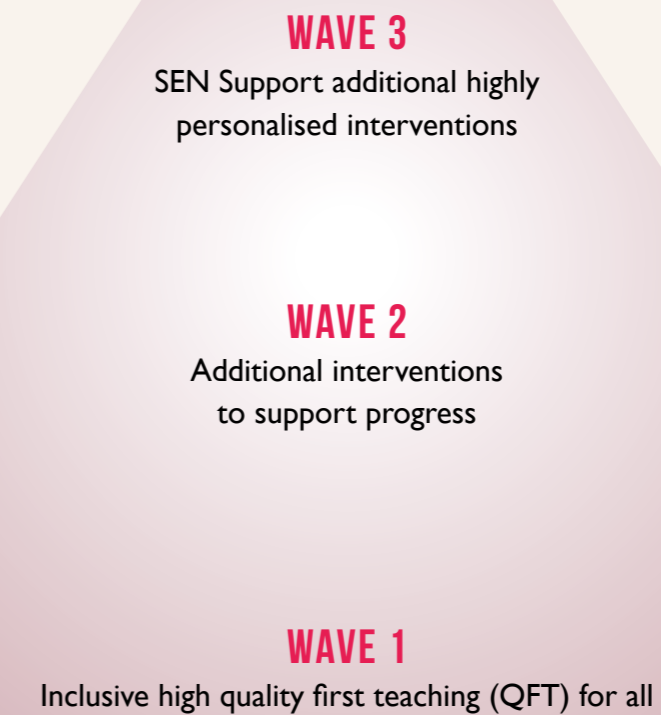 WAVE 3
SEN Support additional highly
personalised interventions
WAVE 2
Additional interventions
to support progress
WAVE 1
Inclusive high quality first teaching (QFT) for all